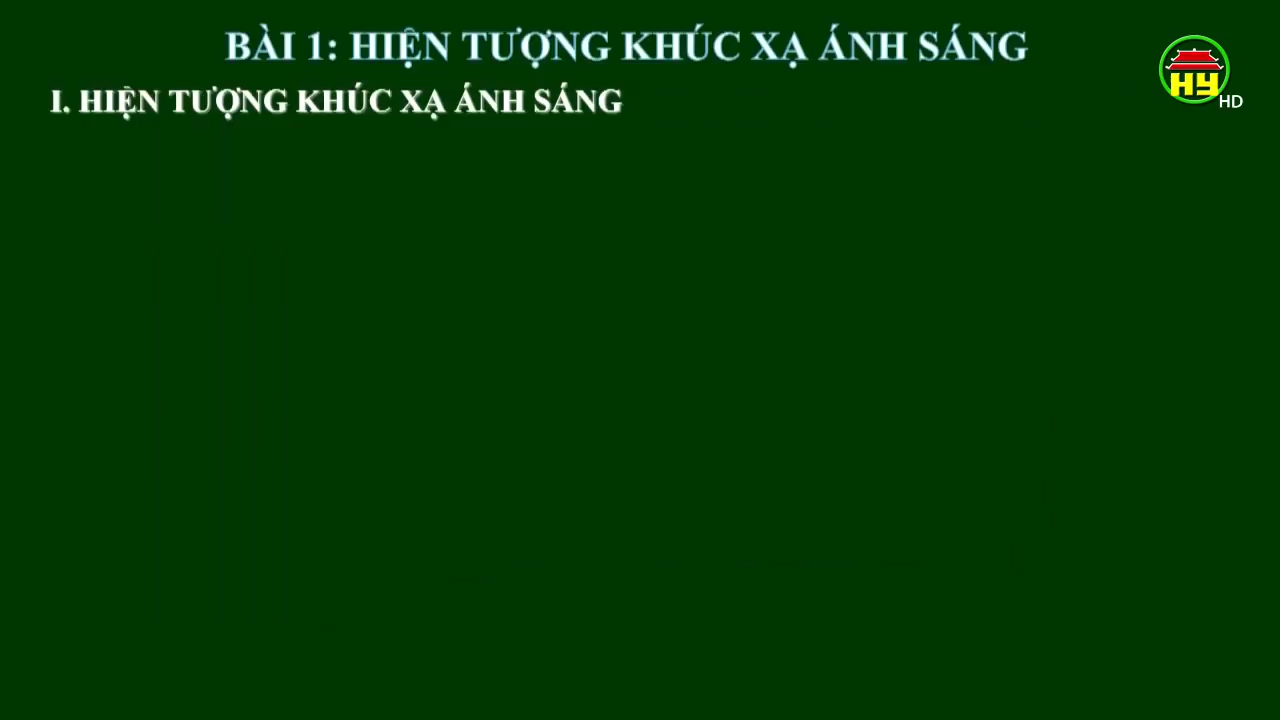 BÀI 1: HIỆN TƯỢNG KHÚC XẠ ÁNH SÁNG
I. HIỆN TƯỢNG KHÚC XẠ ÁNH SÁNG
HY
HD